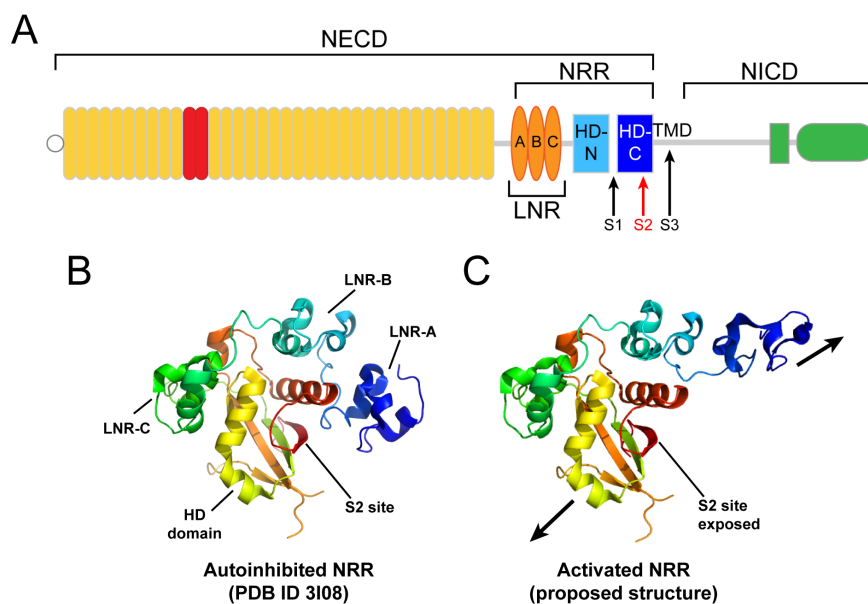 A
NECD
NRR
NICD
A B C
HD-
N
HD-
C
TMD
LNR
S1
S2
S3
B
C
LNR-B
LNR-A
LNR-C
HD
domain
S2 site
S2 site
exposed
Autoinhibited NRR
(PDB ID 3I08)
Activated NRR
(proposed structure)